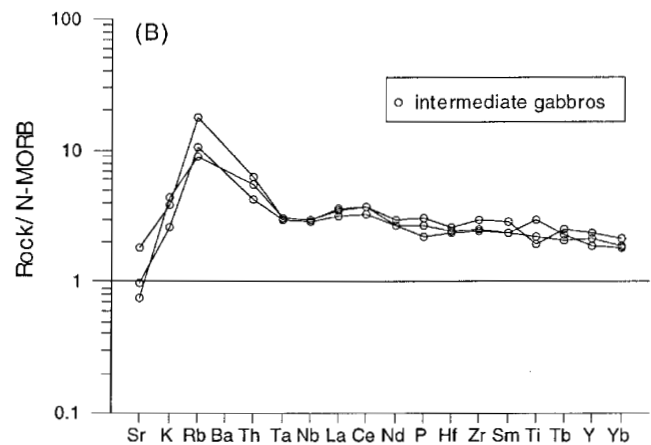 100
(B)
intermediate gabbros
10
Rock/ N-MORB
1
0.1
Sr K Rb Ba Th Ta Nb La Ce Nd P Hf Zr Sm Ti Tb Y Yb